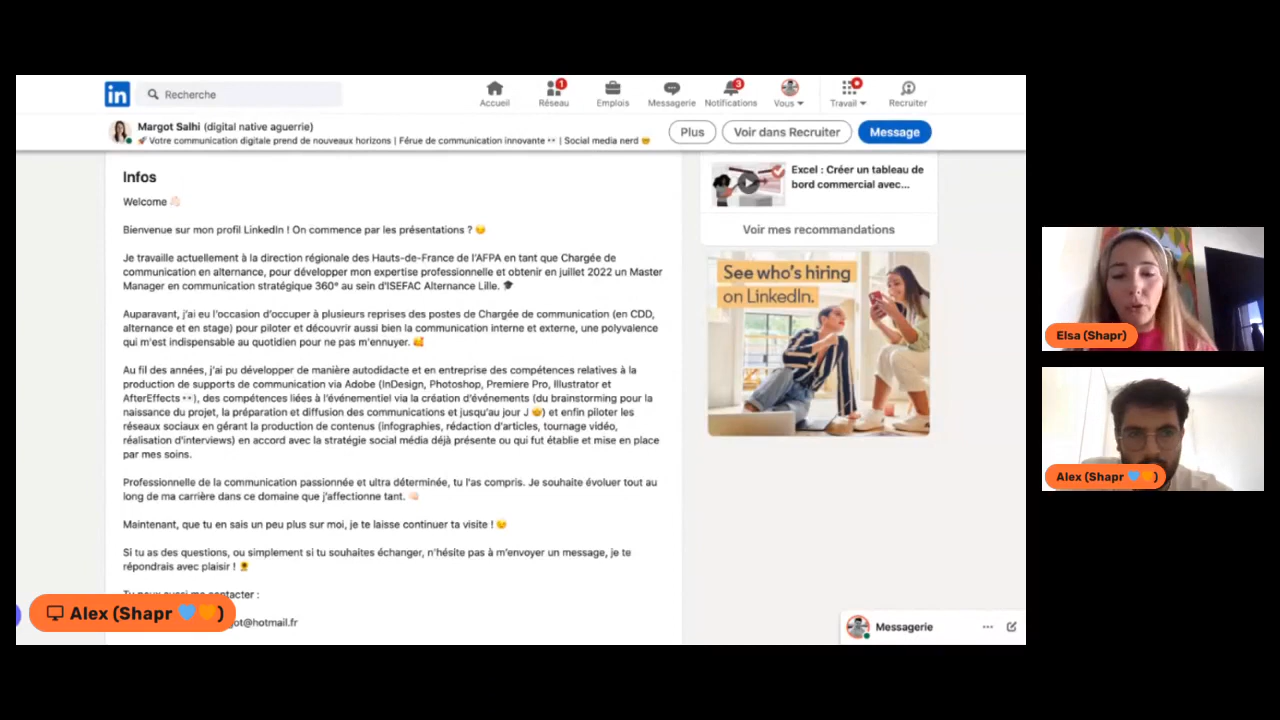 in
Recherche
Accueil
1
Réseau
Emplois
Messagerie
3
Notifications
Vous
Travail
Recruiter
Margot Salhi (digital native aguerrie)
🚀 Votre communication digitale prend de nouveaux horizons | Férue de communication innovante 👀 | Social media nerd 🤓
Plus
Voir dans Recruiter
Message
Infos
Welcome 👋🏻
Bienvenue sur mon profil LinkedIn ! On commence par les présentations ? 😉
Je travaille actuellement à la direction régionale des Hauts-de-France de l'AFPA en tant que Chargée de
communication en alternance, pour développer mon expertise professionnelle et obtenir en juillet 2022 un Master
Manager en communication stratégique 360° au sein d'ISEFAC Alternance Lille. 🎓
Auparavant, j'ai eu l'occasion d'occuper à plusieurs reprises des postes de Chargée de communication (en CDD,
alternance et en stage) pour piloter et découvrir aussi bien la communication interne et externe, une polyvalence
qui m'est indispensable au quotidien pour ne pas m'ennuyer. 🥰
Au fil des années, j'ai pu développer de manière autodidacte et en entreprise des compétences relatives à la
production de supports de communication via Adobe (InDesign, Photoshop, Premiere Pro, Illustrator et
AfterEffects 👀), des compétences liées à l'événementiel via la création d'événements (du brainstorming pour la
naissance du projet, la préparation et diffusion des communications et jusqu'au jour J 🤩) et enfin piloter les
réseaux sociaux en gérant la production de contenus (infographies, rédaction d'articles, tournage vidéo,
réalisation d'interviews) en accord avec la stratégie social média déjà présente ou qui fut établie et mise en place
par mes soins.
Professionnelle de la communication passionnée et ultra déterminée, tu l'as compris. Je souhaite évoluer tout au
long de ma carrière dans ce domaine que j'affectionne tant.
Maintenant, que tu en sais un peu plus sur moi, je te laisse continuer ta visite ! 😉
Si tu as des questions, ou simplement si tu souhaites échanger, n'hésite pas à m'envoyer un message, je te
répondrais avec plaisir ! 🌻
Tu peux aussi me contacter :
got@hotmail.fr
Excel : Créer un tableau de
bord commercial avec...
Voir mes recommandations
See who's hiring
on LinkedIn.
Messagerie
Alex (Shapr 💙🧡)
Elsa (Shapr)
Alex (Shapr 💙🧡)